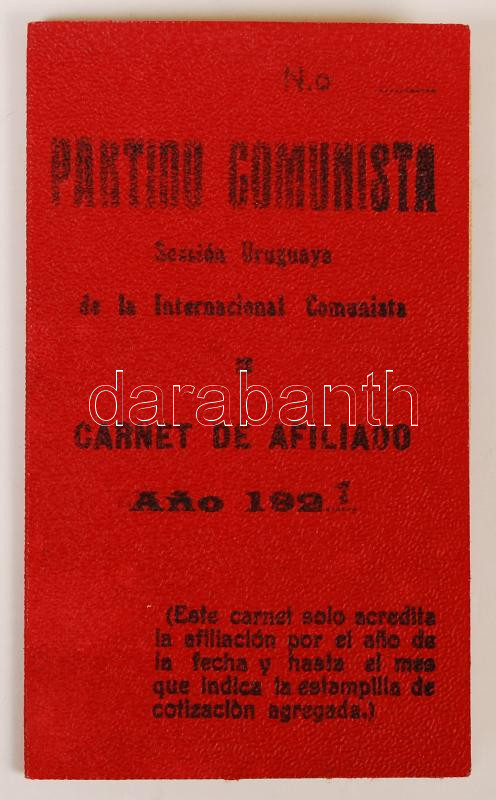 N.o ..........
PARTIDO COMUNISTA
Sección Uruguaya
de la Internacional Comunista
darabanth
CARNET DE AFILIADO
Año 192
(Este carnet solo acredita
la afiliación por el año de
la fecha y hasta el mes
que indica la estampilla de
cotización agregada.)